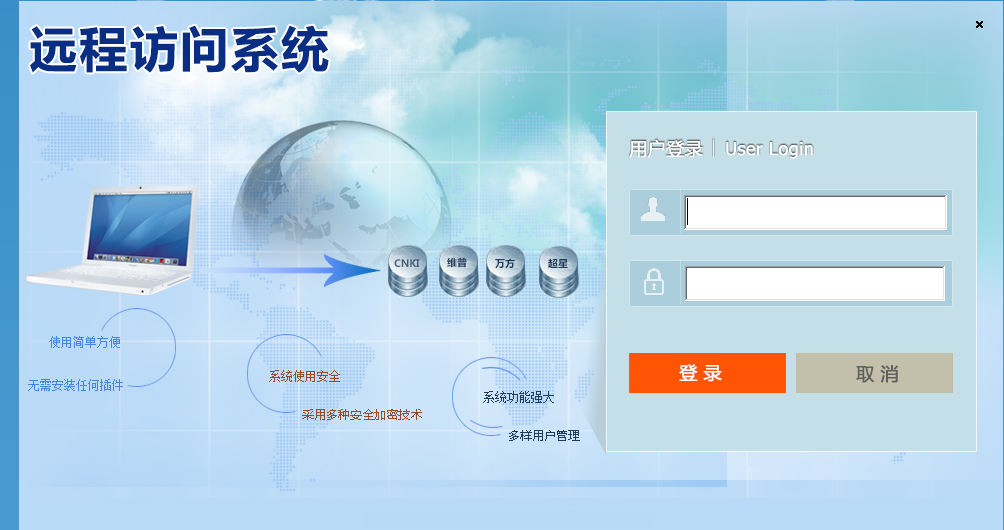 远程访问系统
用户登录 | User Login
CNKI
维普
万方
超星
使用简单方便
无需安装任何插件
系统使用安全
采用多种安全加密技术
系统功能强大
多样用户管理
登录
取消